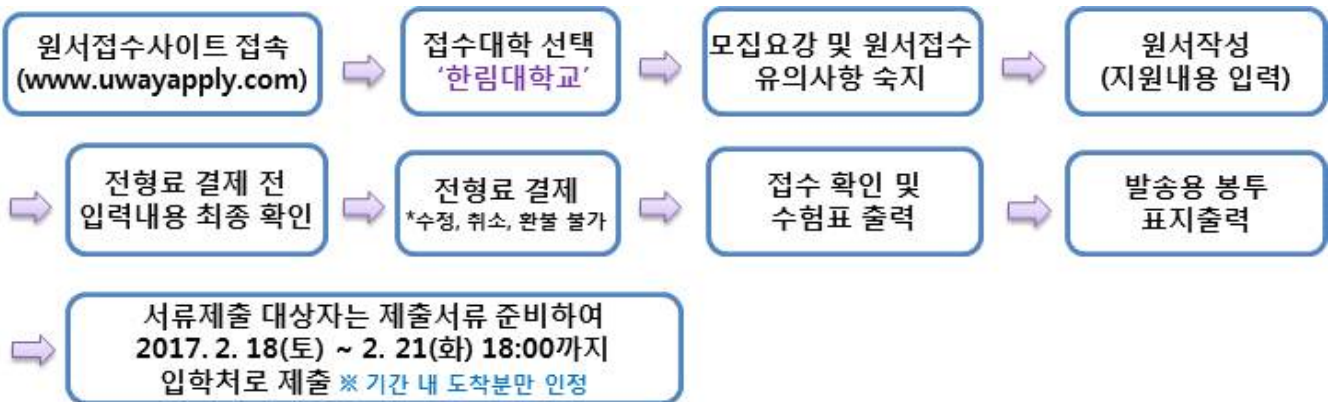 원서접수사이트 접속
(www.uwayapply.com)
접수대학 선택
‘한림대학교’
모집요강 및 원서접수
유의사항 숙지
원서작성
(지원내용 입력)
전형료 결제 전
입력내용 최종 확인
전형료 결제
*수정, 취소, 환불 불가
접수 확인 및
수험표 출력
발송용 봉투
표지출력
서류제출 대상자는 제출서류 준비하여
2017. 2. 18(토) ~ 2. 21(화) 18:00까지
입학처로 제출 ※ 기간 내 도착분만 인정